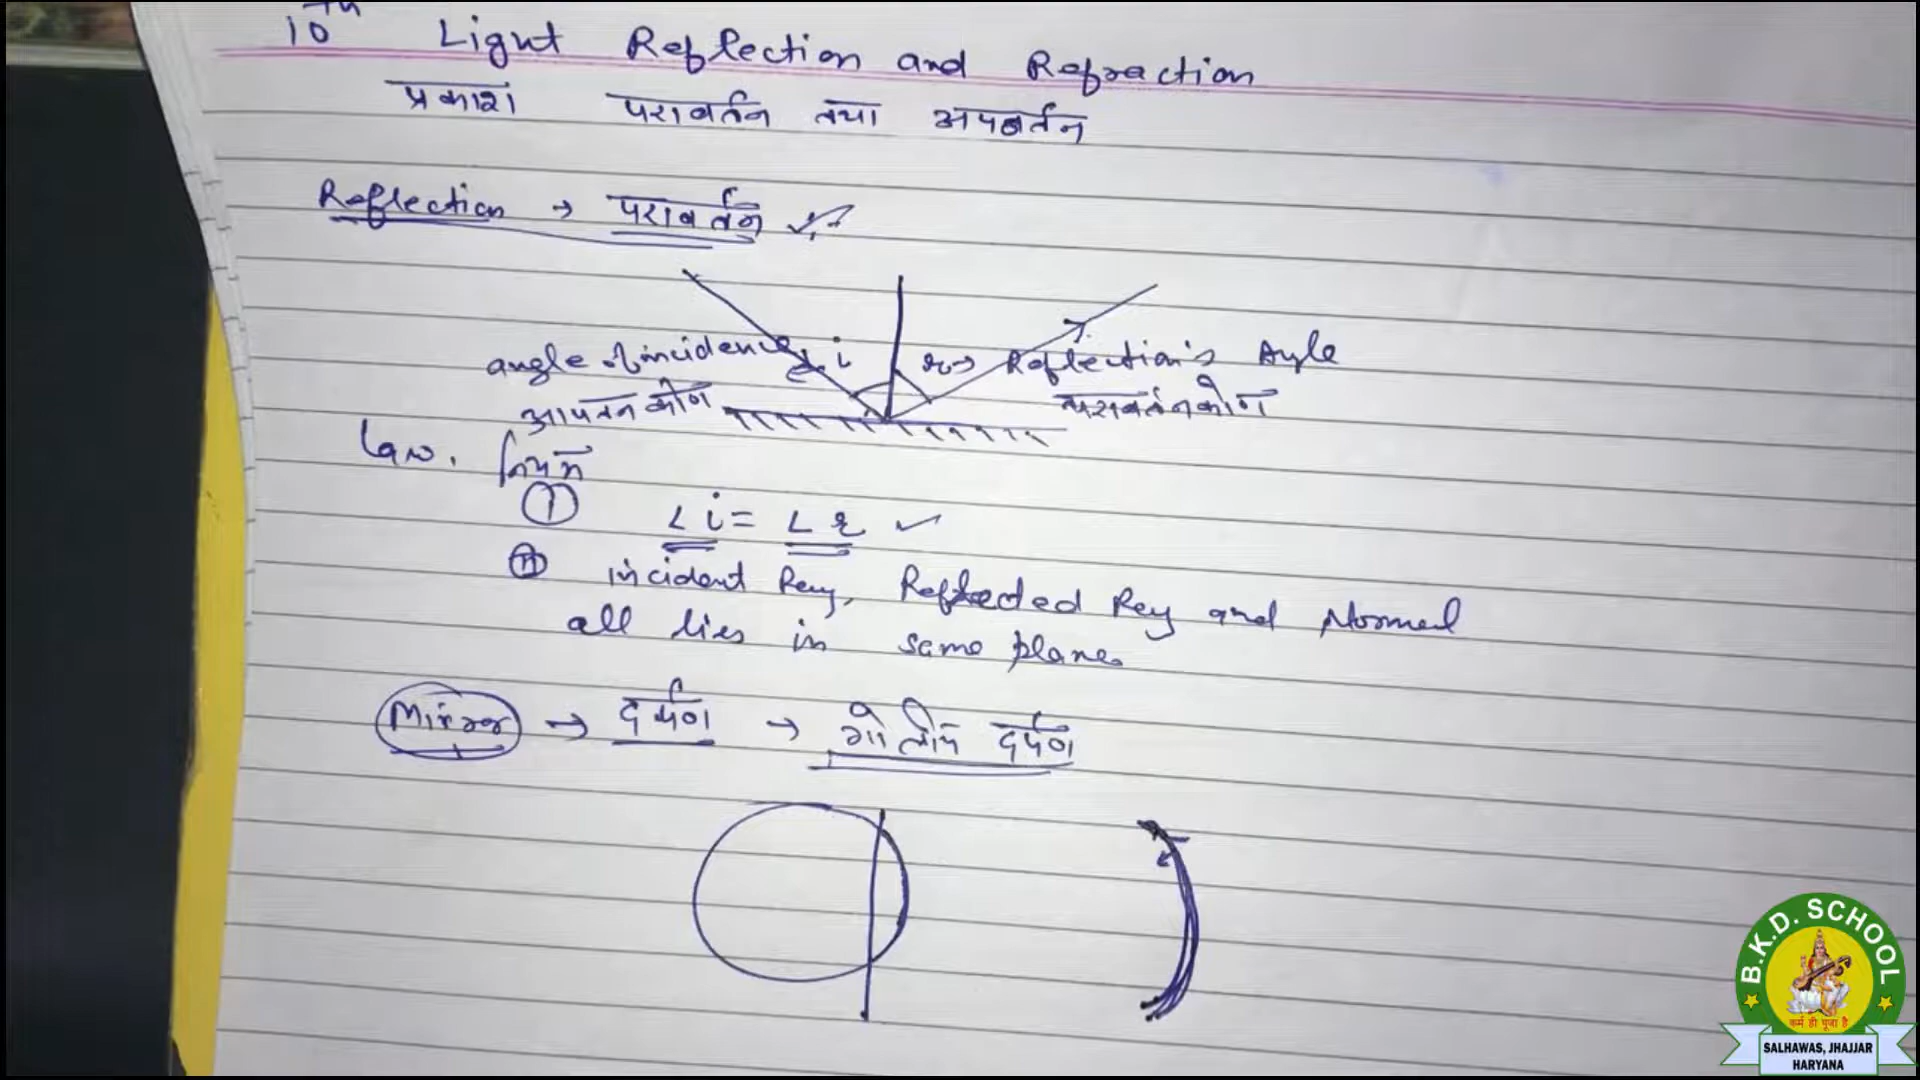 10th Light Reflection and Refraction
प्रकाश परावर्तन तथा अपवर्तन
Reflection → परावर्तन
angle of incidence i r → Reflection's Angle
आपतन कोण परावर्तन कोण
Law. नियम
I ∠i = ∠r
II incident Ray, Reflected Ray and Normal
all lies in same plane.
Mirror → दर्पण → गोलीय दर्पण
B.K.D. SCHOOL
कर्म ही पूजा है
SALHAWAS, JHAJJAR
HARYANA